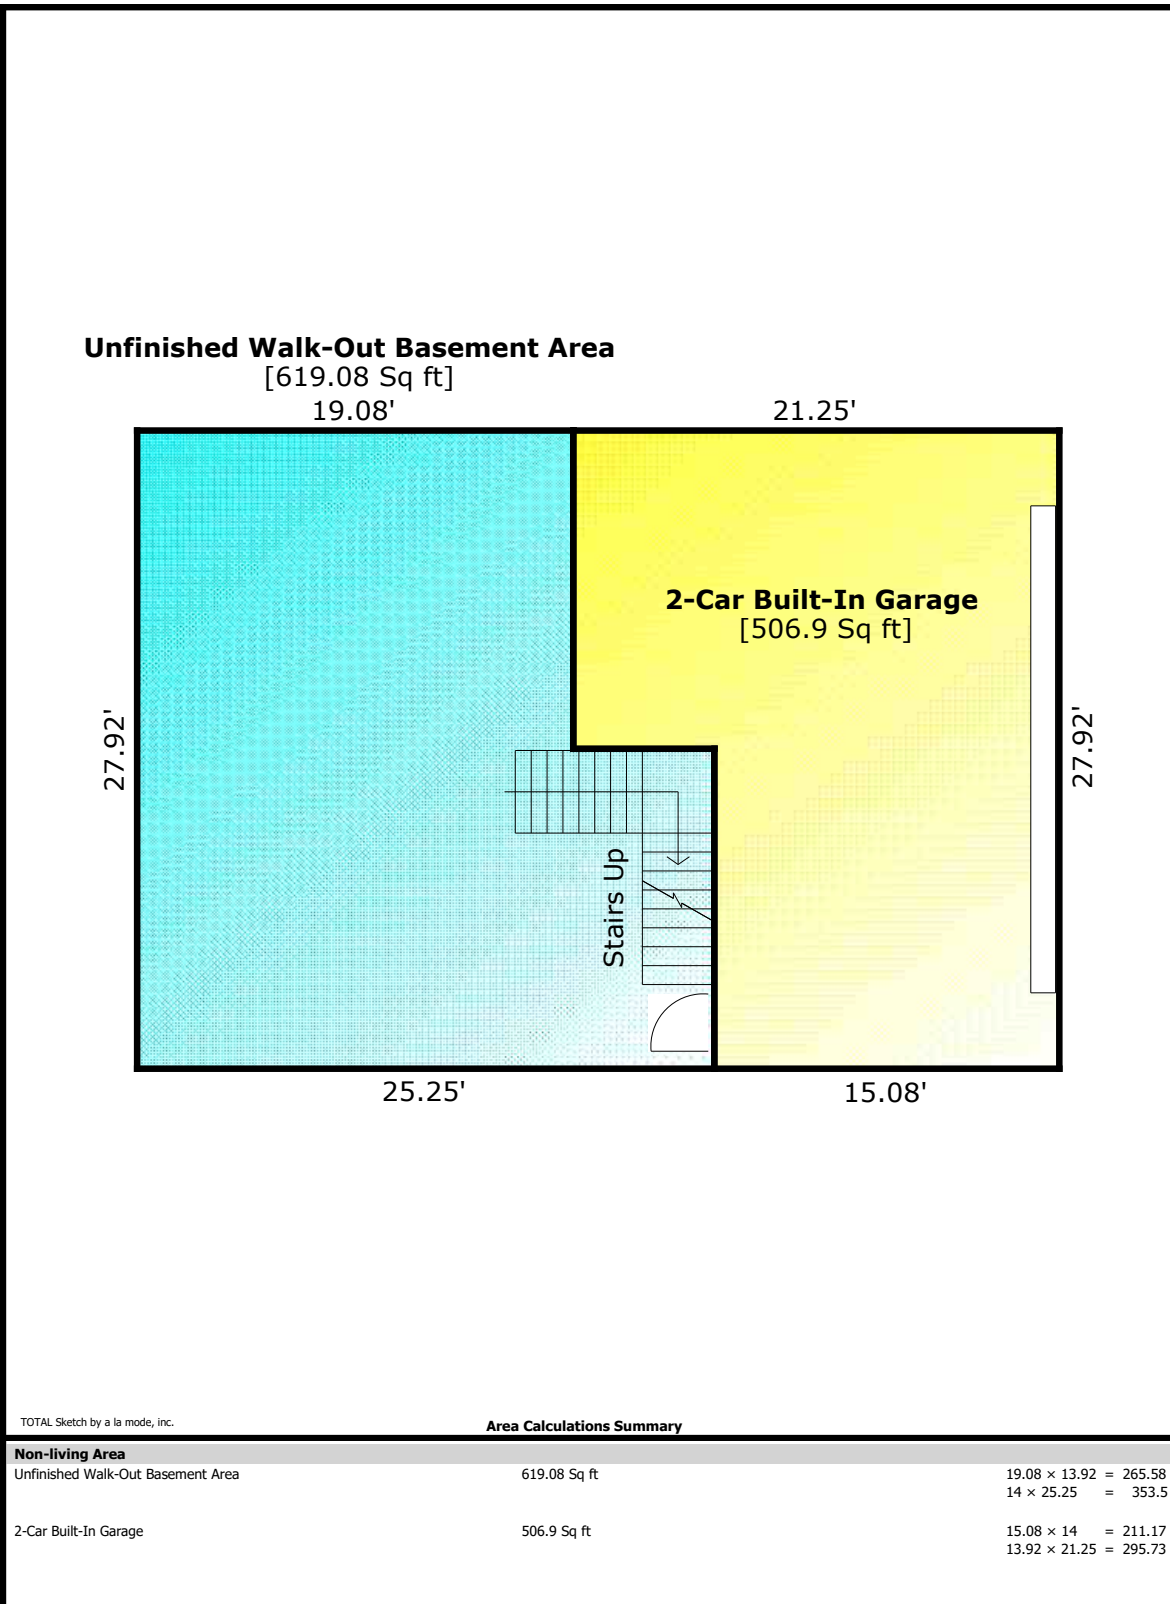 Unfinished Walk-Out Basement Area
[619.08 Sq ft]
19.08'
21.25'
2-Car Built-In Garage
[506.9 Sq ft]
27.92'
27.92'
Stairs Up
25.25'
15.08'
TOTAL Sketch by a la mode, inc.
Area Calculations Summary
Non-living Area
Unfinished Walk-Out Basement Area 619.08 Sq ft 19.08 × 13.92 = 265.58
14 × 25.25 = 353.5
2-Car Built-In Garage 506.9 Sq ft 15.08 × 14 = 211.17
13.92 × 21.25 = 295.73